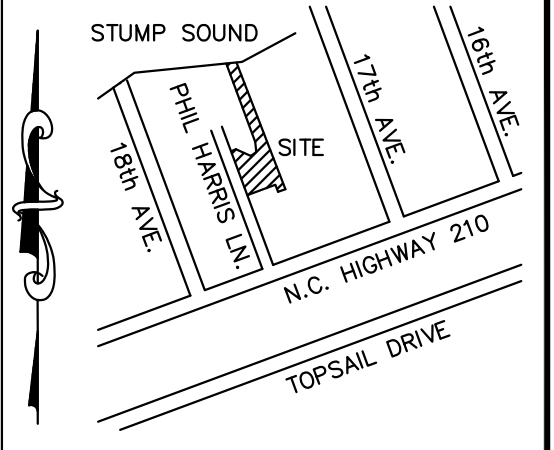 STUMP SOUND
16th AVE.
17th AVE.
PHIL HARRIS LN.
SITE
18th AVE.
N.C. HIGHWAY 210
TOPSAIL DRIVE